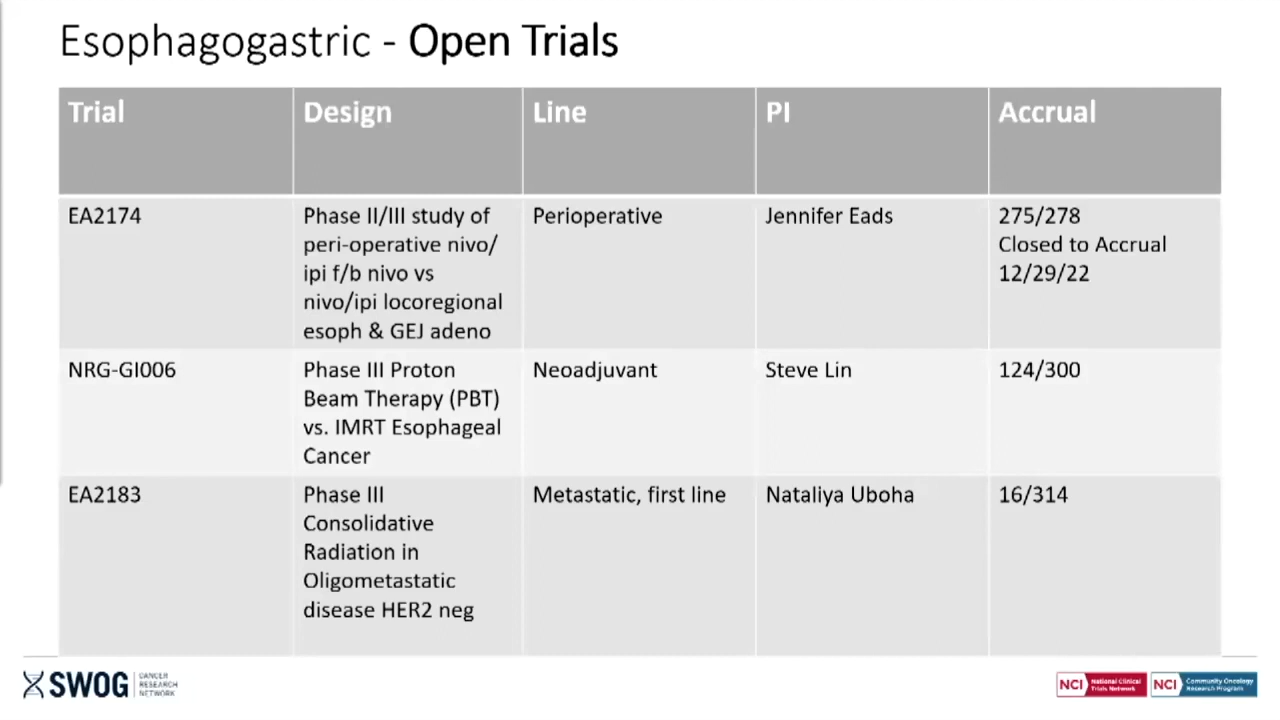 Esophagogastric - Open Trials
Trial
Design
Line
PI
Accrual
EA2174
Phase II/III study of
peri-operative nivo/
ipi f/b nivo vs
nivo/ipi locoregional
esoph & GEJ adeno
Perioperative
Jennifer Eads
275/278
Closed to Accrual
12/29/22
NRG-GI006
Phase III Proton
Beam Therapy (PBT)
vs. IMRT Esophageal
Cancer
Neoadjuvant
Steve Lin
124/300
EA2183
Phase III
Consolidative
Radiation in
Oligometastatic
disease HER2 neg
Metastatic, first line
Nataliya Uboha
16/314
SWOG
CANCER
RESEARCH
NETWORK
NCI
National Clinical
Trials Network
NCI
Community Oncology
Research Program